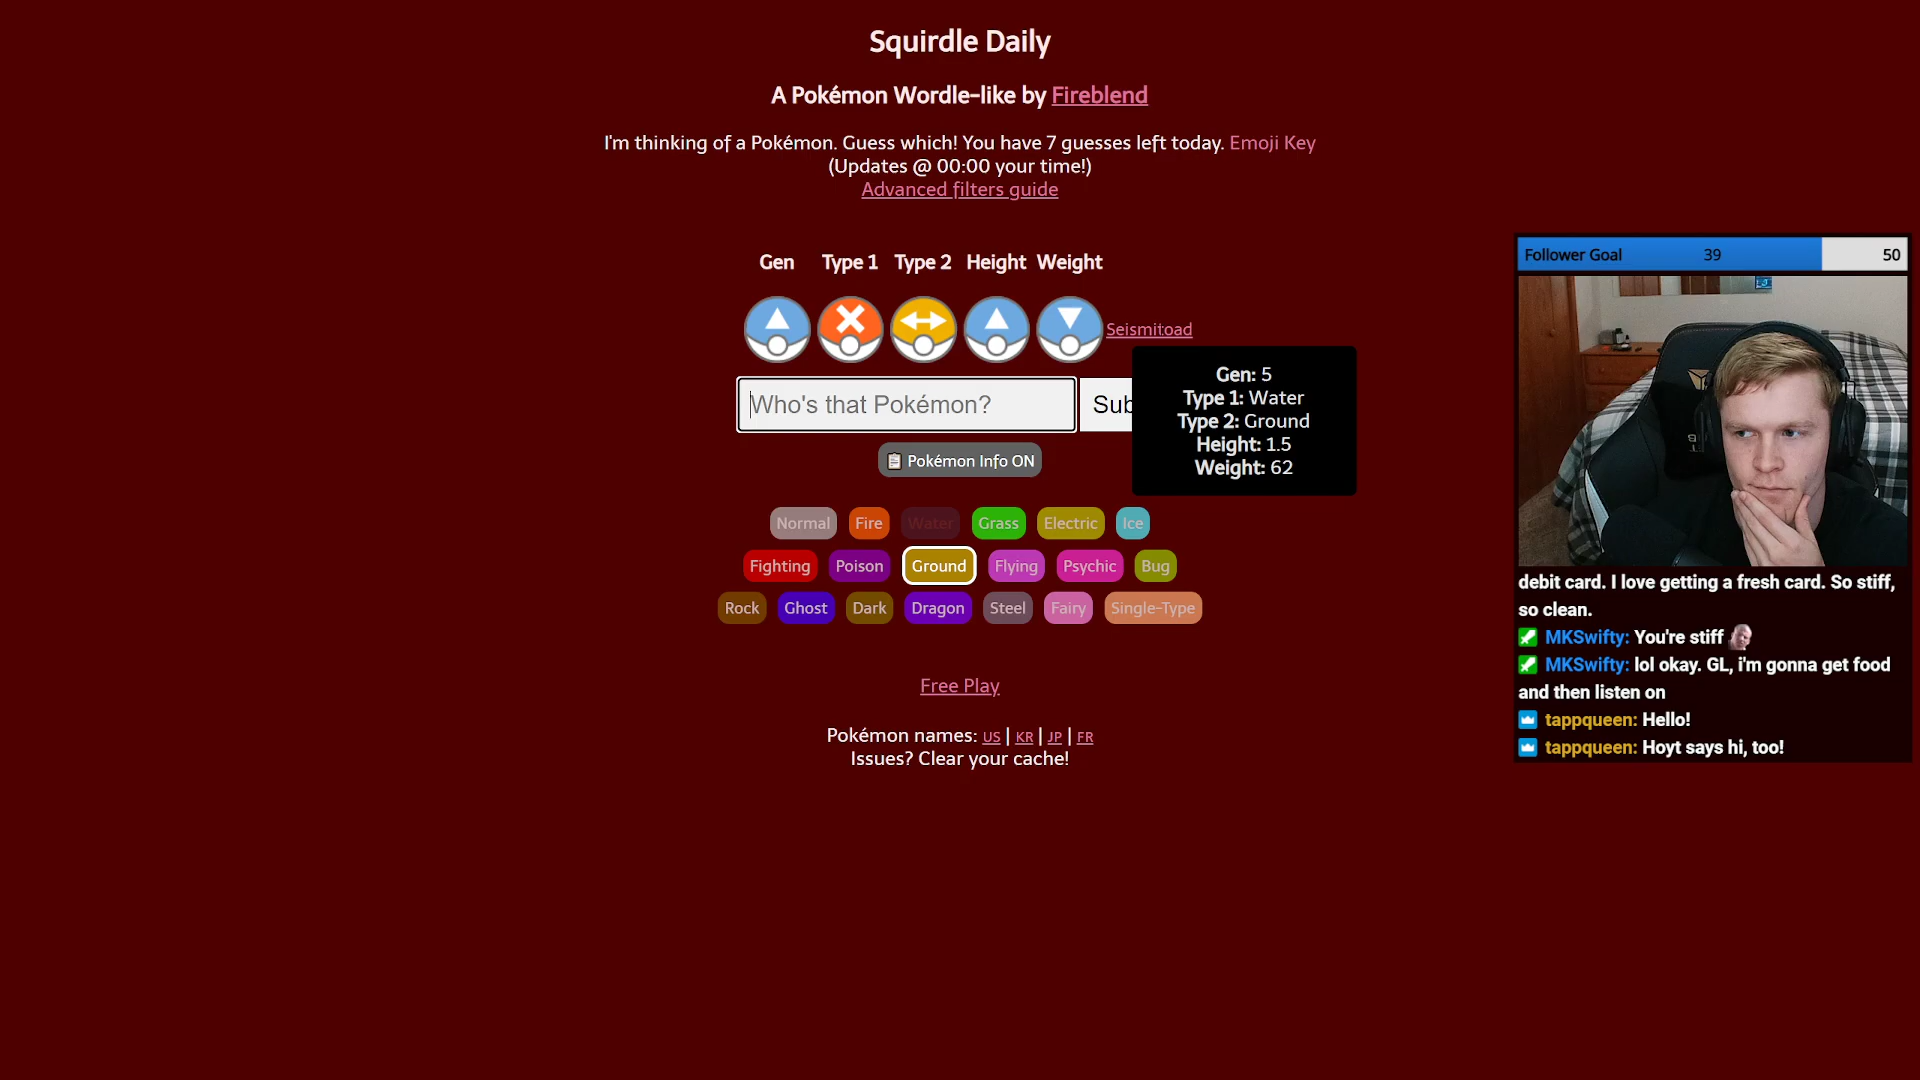 Squirdle Daily
A Pokémon Wordle-like by Fireblend
I'm thinking of a Pokémon. Guess which! You have 7 guesses left today. Emoji Key
(Updates @ 00:00 your time!)
Advanced filters guide
Gen Type 1 Type 2 Height Weight
Seismitoad
Who's that Pokémon? Sub
Gen: 5
Type 1: Water
Type 2: Ground
Height: 1.5
Weight: 62
Pokémon Info ON
Normal Fire Water Grass Electric Ice
Fighting Poison Ground Flying Psychic Bug
Rock Ghost Dark Dragon Steel Fairy Single-Type
Free Play
Pokémon names: US | KR | JP | FR
Issues? Clear your cache!
Follower Goal 39 50
debit card. I love getting a fresh card. So stiff,
so clean.
MKSwifty: You're stiff
MKSwifty: lol okay. GL, i'm gonna get food
and then listen on
tappqueen: Hello!
tappqueen: Hoyt says hi, too!